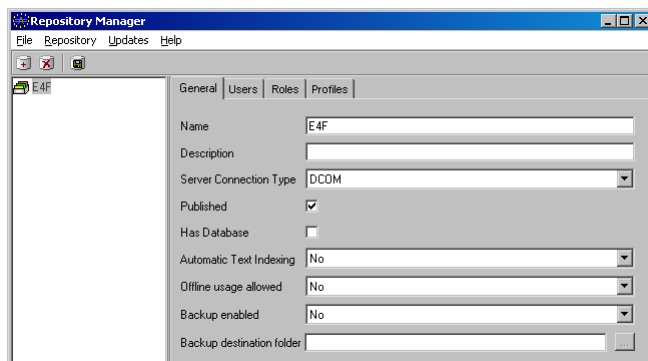 Repository Manager
File Repository Updates Help
E4F
General Users Roles Profiles
Name E4F
Description
Server Connection Type DCOM
Published
Has Database
Automatic Text Indexing No
Offline usage allowed No
Backup enabled No
Backup destination folder ...